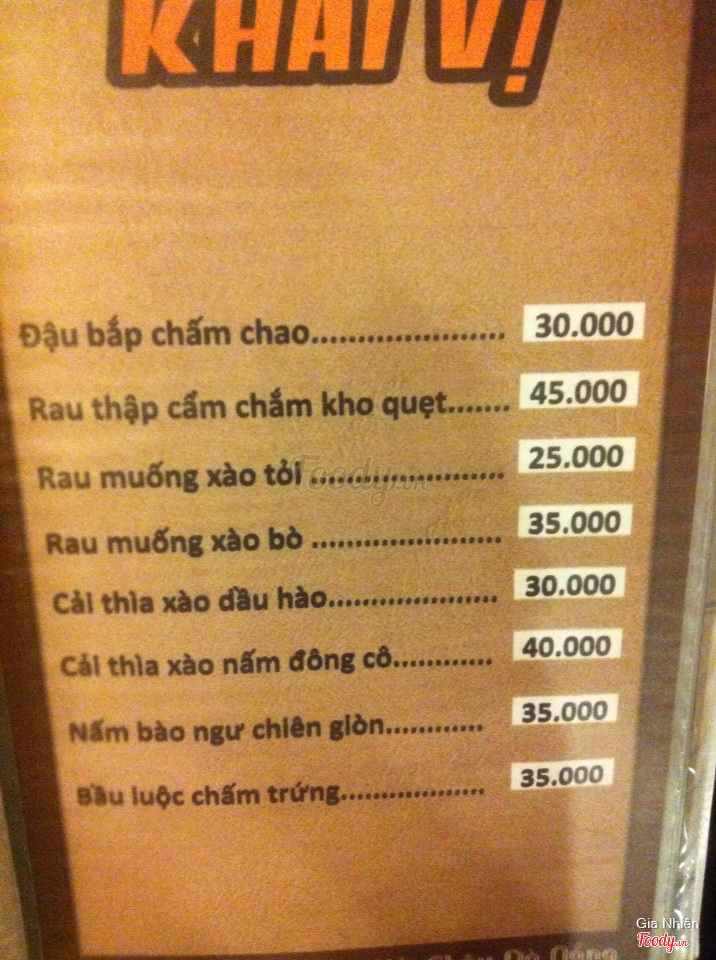 KHAI VỊ
Đậu bắp chấm chao..................... 30.000
Rau thập cẩm chấm kho quẹt....... 45.000
Rau muống xào tỏi ..................... 25.000
Rau muống xào bò ..................... 35.000
Cải thìa xào dầu hào................... 30.000
Cải thìa xào nấm đông cô............ 40.000
Nấm bào ngư chiên giòn............ 35.000
Bầu luộc chấm trứng.................. 35.000
Foody.vn
Gia Nhiên
Foody.vn